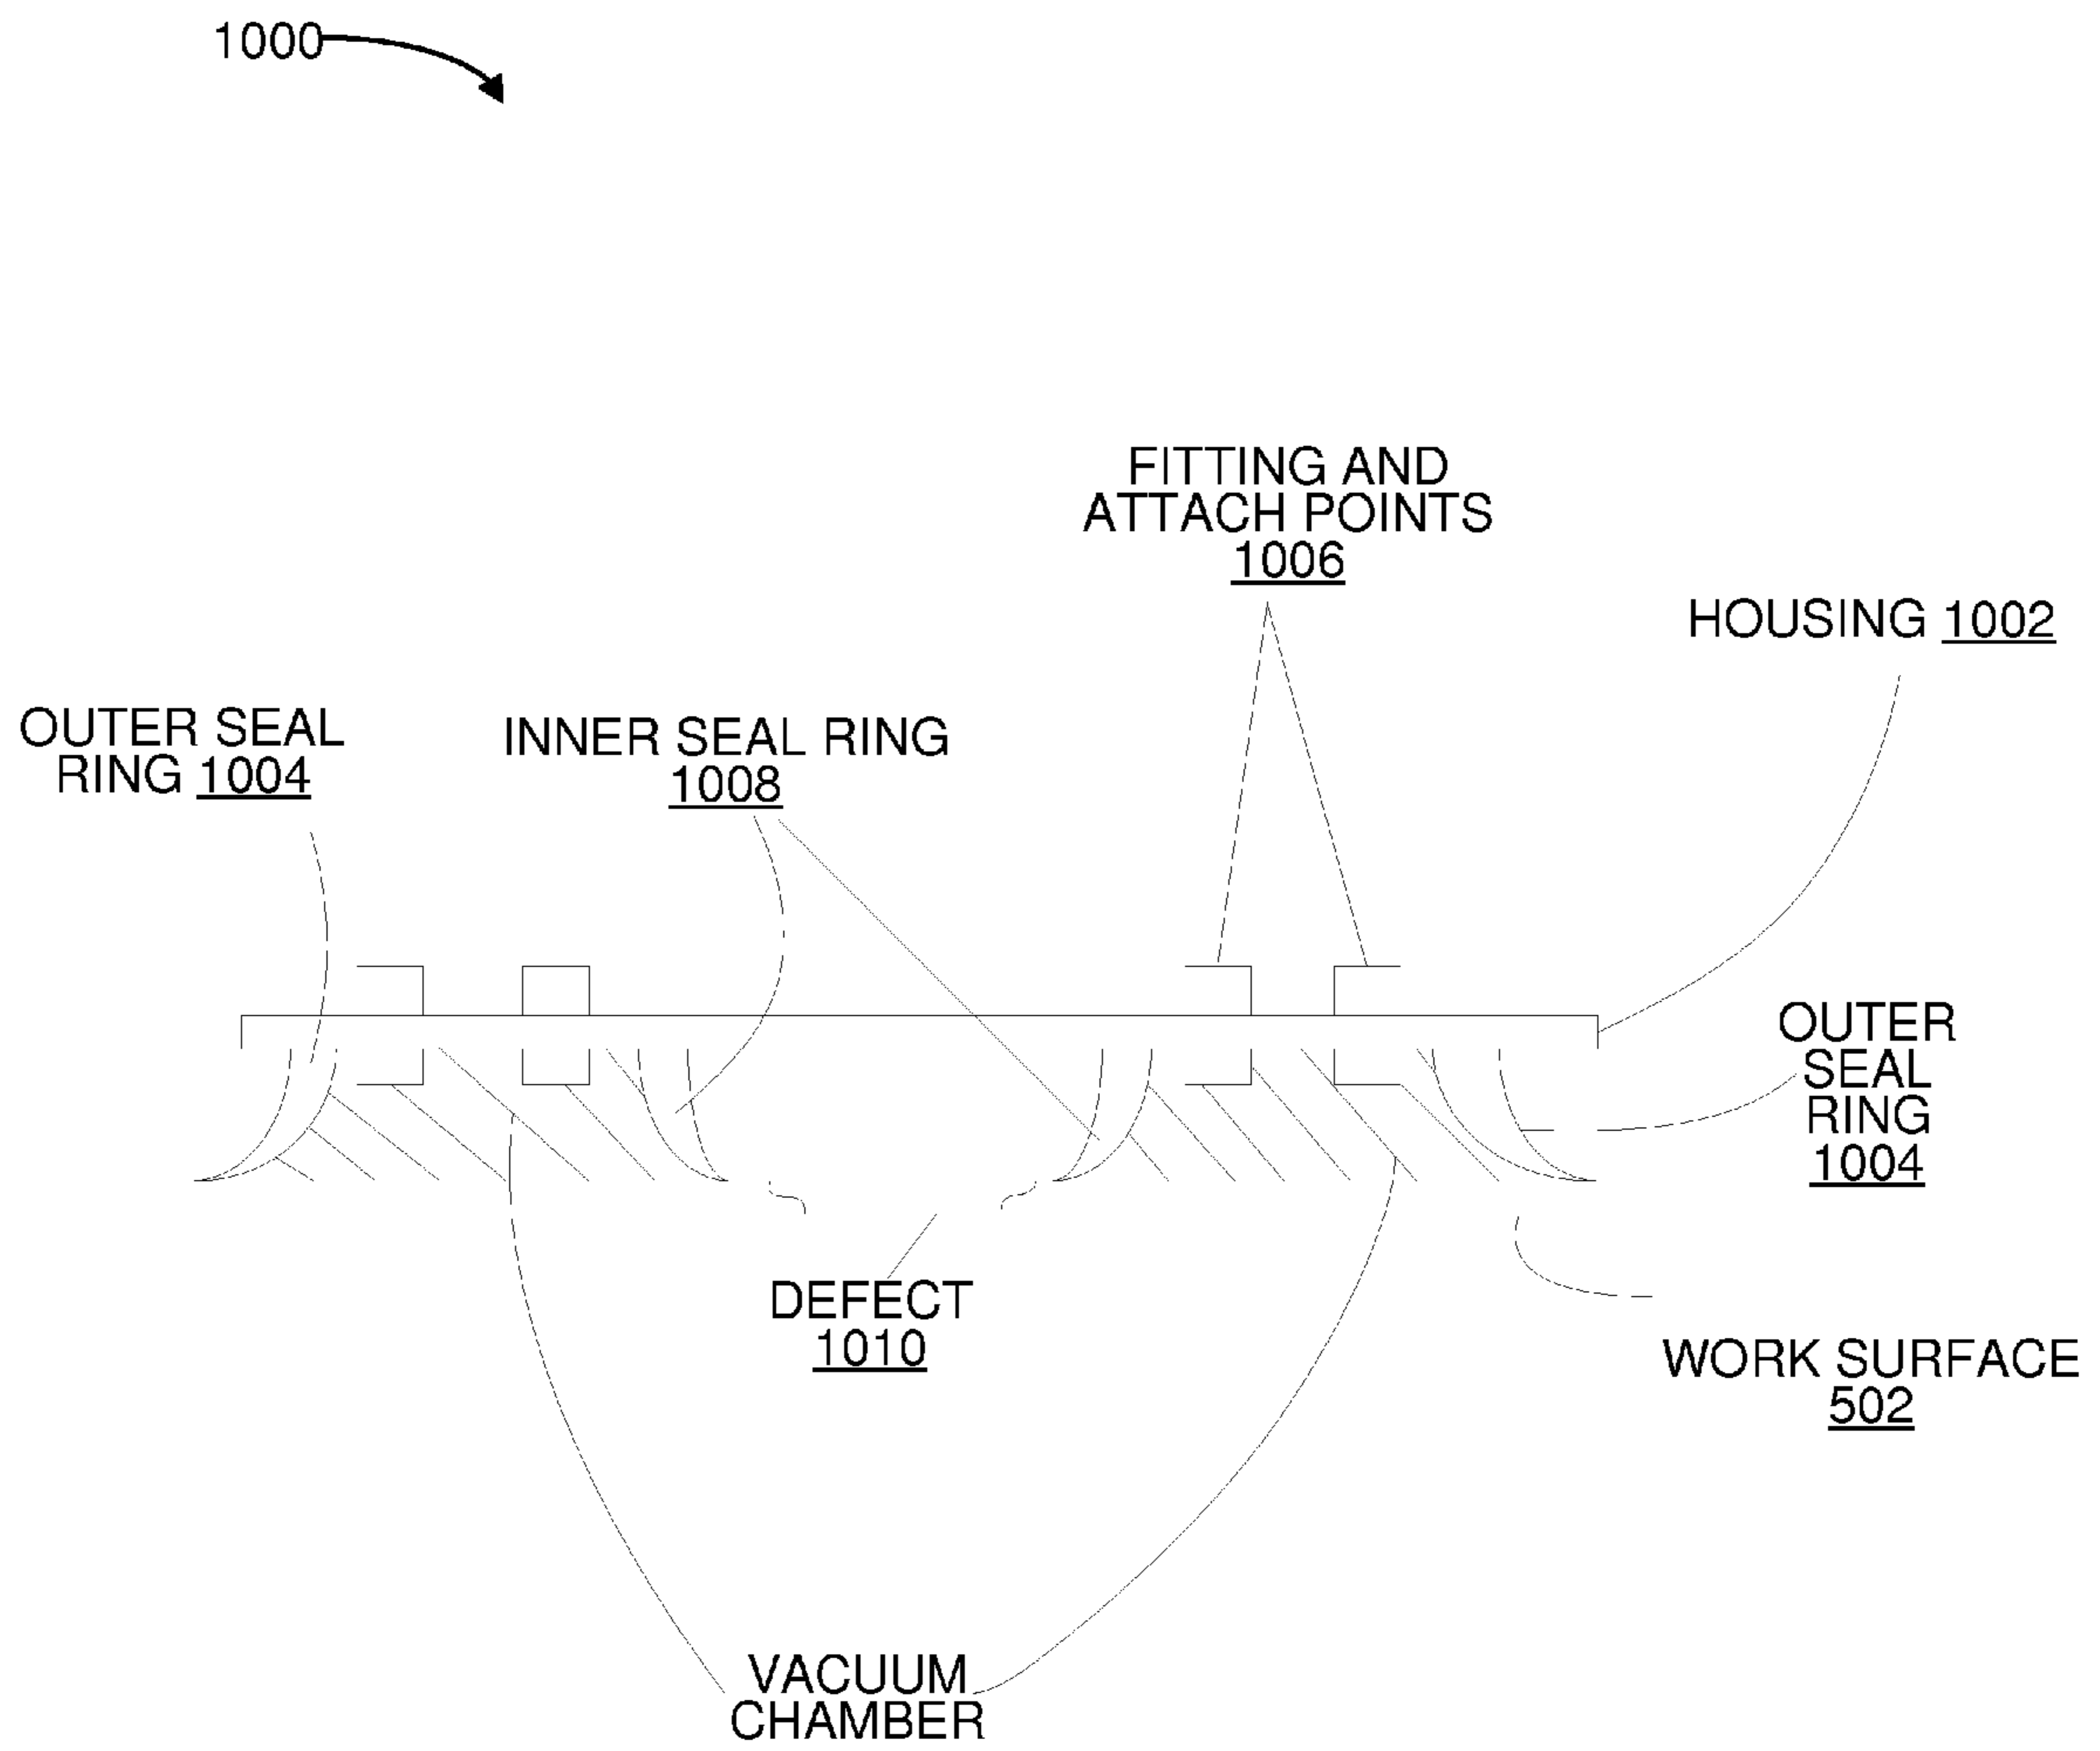 1000
FITTING AND
ATTACH POINTS
1006
HOUSING 1002
OUTER SEAL
RING 1004
INNER SEAL RING
1008
OUTER
SEAL
RING
1004
DEFECT
1010
WORK SURFACE
502
VACUUM
CHAMBER